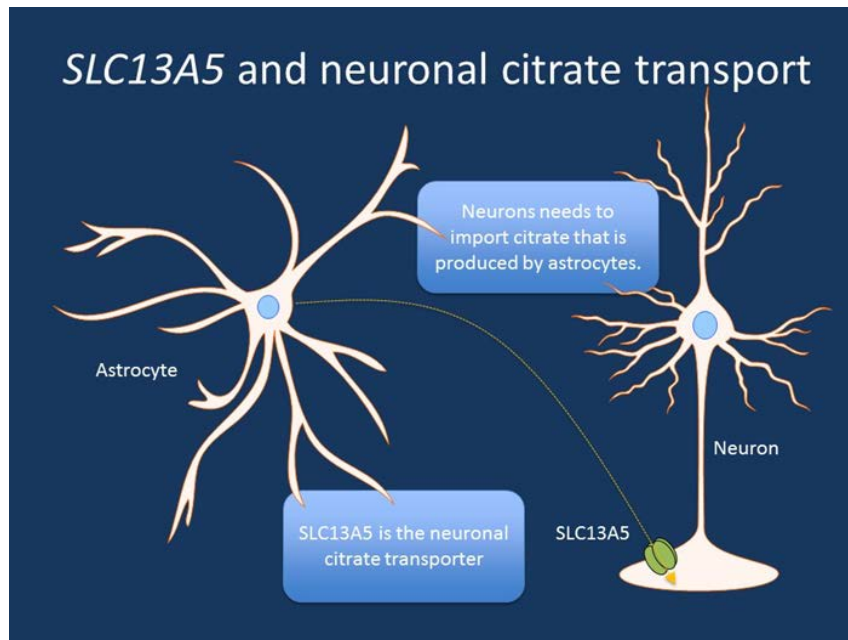 SLC13A5 and neuronal citrate transport
Neurons needs to
import citrate that is
produced by astrocytes.
Astrocyte
Neuron
SLC13A5 is the neuronal
citrate transporter
SLC13A5